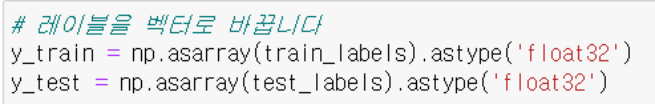 # 레이블을 벡터로 바꿉니다
y_train = np.asarray(train_labels).astype('float32')
y_test = np.asarray(test_labels).astype('float32')